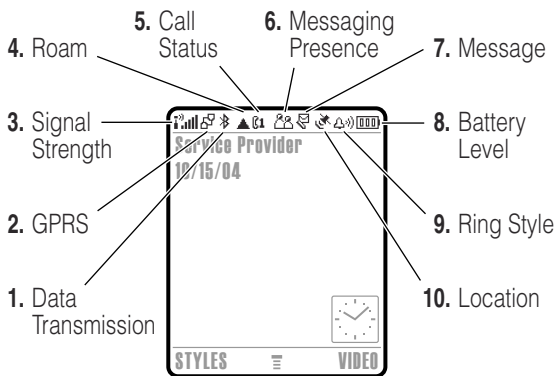 5. Call Status
6. Messaging Presence
4. Roam
7. Message
3. Signal Strength
8. Battery Level
Service Provider
10/15/04
2. GPRS
9. Ring Style
1. Data Transmission
10. Location
STYLES
VIDEO